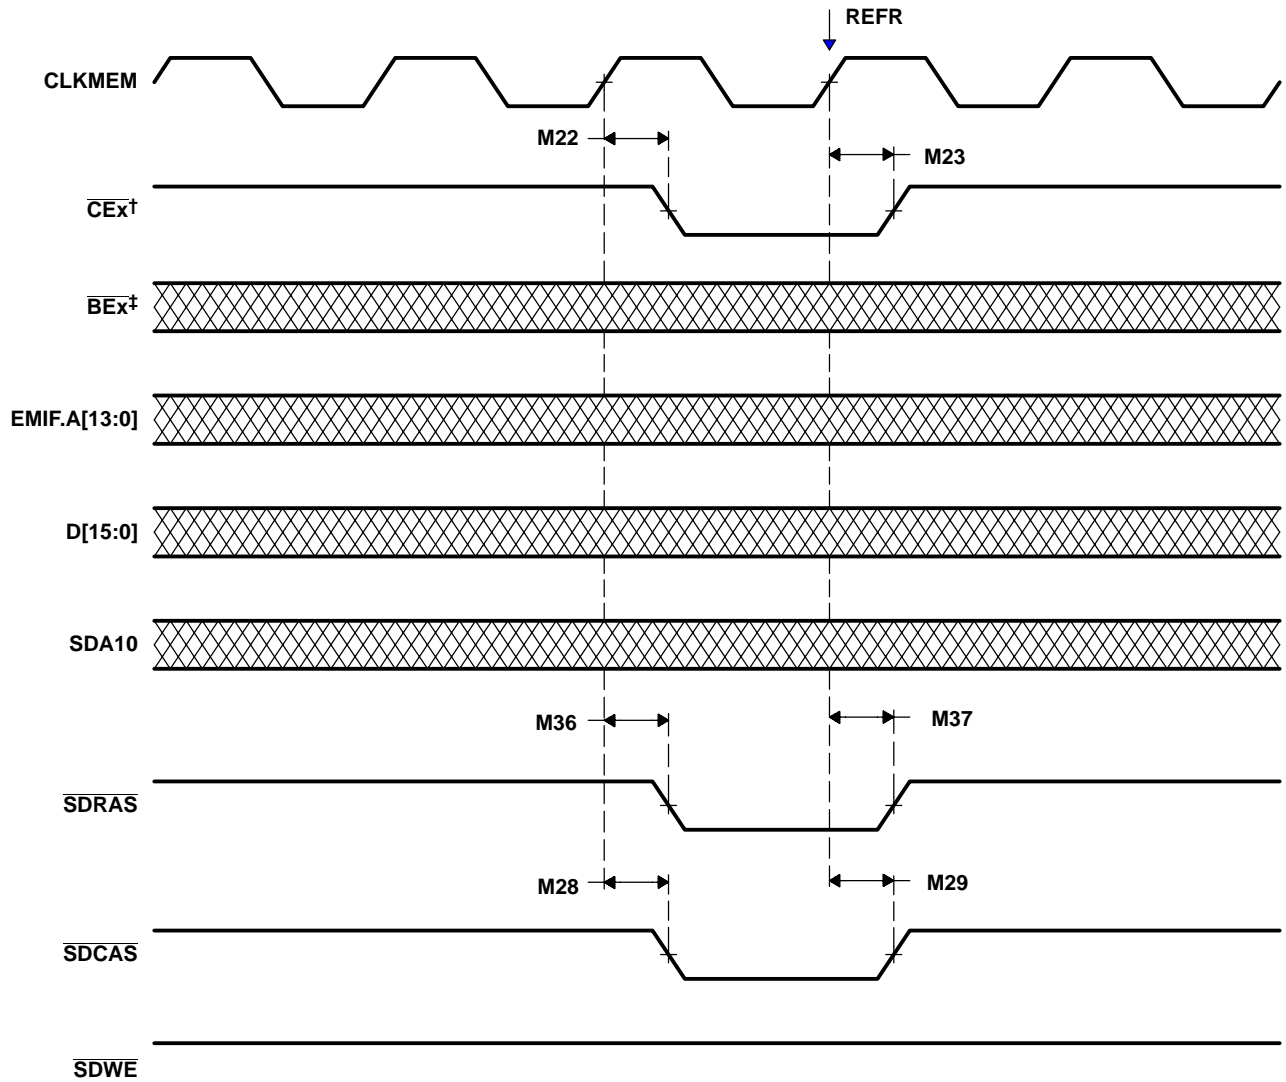 REFR
CLKMEM
M22
M23
CEx†
BEx‡
EMIF.A[13:0]
D[15:0]
SDA10
M36
M37
SDRAS
M28
M29
SDCAS
SDWE